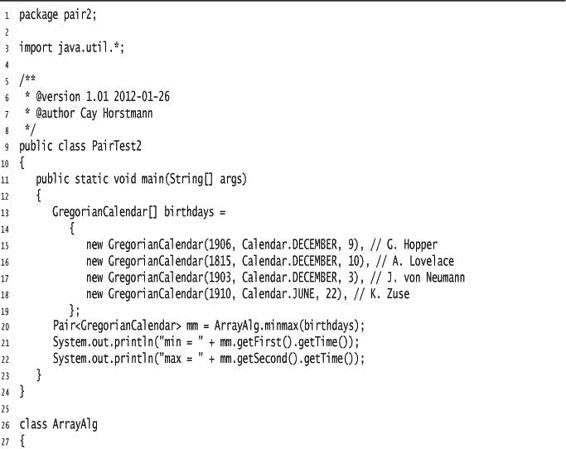 1 package pair2;
2
3 import java.util.*;
4
5 /**
6 * @version 1.01 2012-01-26
7 * @author Cay Horstmann
8 */
9 public class PairTest2
10 {
11 public static void main(String[] args)
12 {
13 GregorianCalendar[] birthdays =
14 {
15 new GregorianCalendar(1906, Calendar.DECEMBER, 9), // G. Hopper
16 new GregorianCalendar(1815, Calendar.DECEMBER, 10), // A. Lovelace
17 new GregorianCalendar(1903, Calendar.DECEMBER, 3), // J. von Neumann
18 new GregorianCalendar(1910, Calendar.JUNE, 22), // K. Zuse
19 };
20 Pair<GregorianCalendar> mm = ArrayAlg.minmax(birthdays);
21 System.out.println("min = " + mm.getFirst().getTime());
22 System.out.println("max = " + mm.getSecond().getTime());
23 }
24 }
25
26 class ArrayAlg
27 {